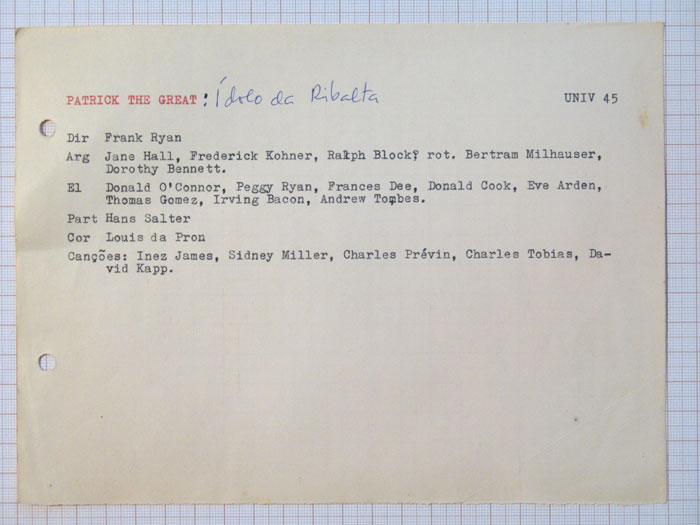 PATRICK THE GREAT : Ídolo da Ribalta UNIV 45
Dir Frank Ryan
Arg Jane Hall, Frederick Kohner, Ralph Block; rot. Bertram Milhauser,
Dorothy Bennett.
El Donald O'Connor, Peggy Ryan, Frances Dee, Donald Cook, Eve Arden,
Thomas Gomez, Irving Bacon, Andrew Tombes.
Part Hans Salter
Cor Louis da Pron
Canções: Inez James, Sidney Miller, Charles Prévin, Charles Tobias, Da-
vid Kapp.